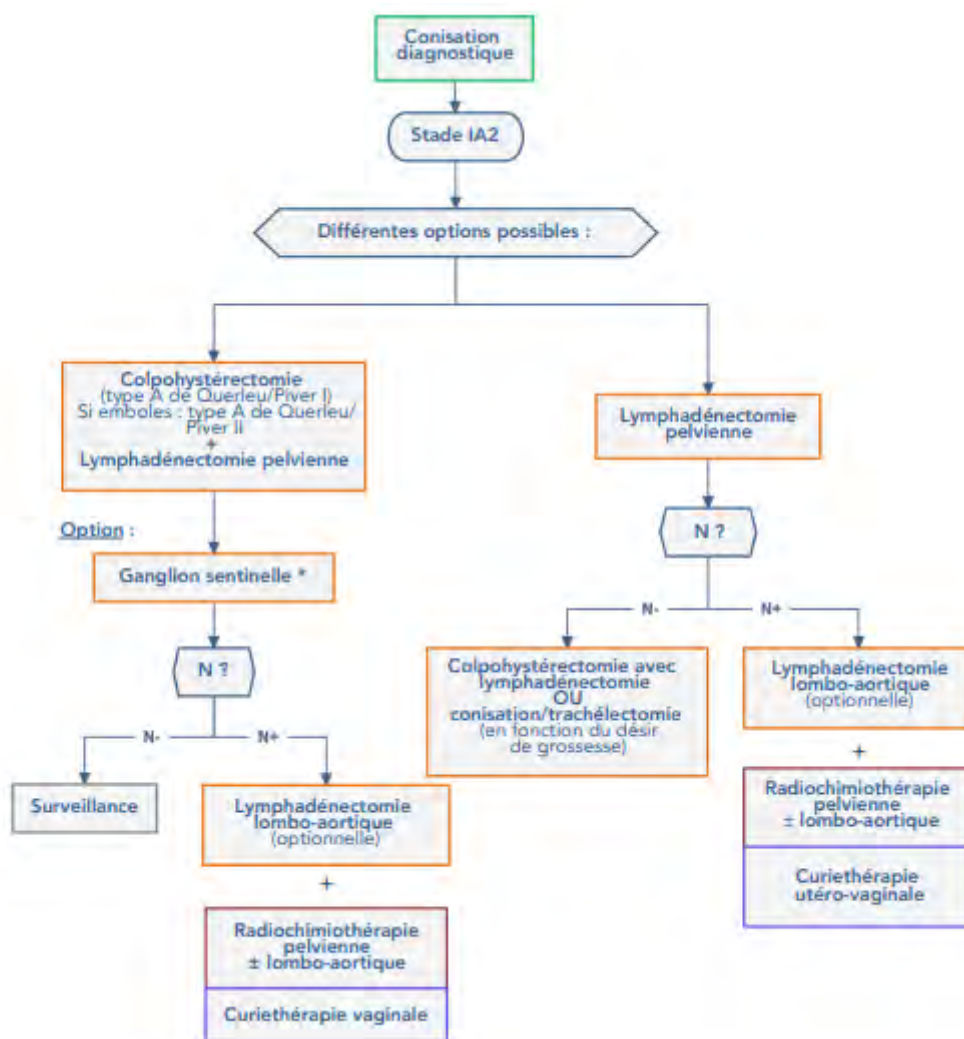 Conisation
diagnostique
Stade IA2
Différentes options possibles :
Colpohystérectomie
(type A de Querleu/Piver I)
Si emboles : type A de Querleu/
Piver II
+
Lymphadénectomie pelvienne
Option :
Ganglion sentinelle *
N ?
N-
N+
Surveillance
Lymphadénectomie
lombo-aortique
(optionnelle)
+
Radiochimiothérapie
pelvienne
± lombo-aortique
Curiethérapie vaginale
Lymphadénectomie
pelvienne
N ?
N-
N+
Colpohystérectomie avec
lymphadénectomie
OU
conisation/trachélectomie
(en fonction du désir
de grossesse)
Lymphadénectomie
lombo-aortique
(optionnelle)
+
Radiochimiothérapie
pelvienne
± lombo-aortique
Curiethérapie
utéro-vaginale